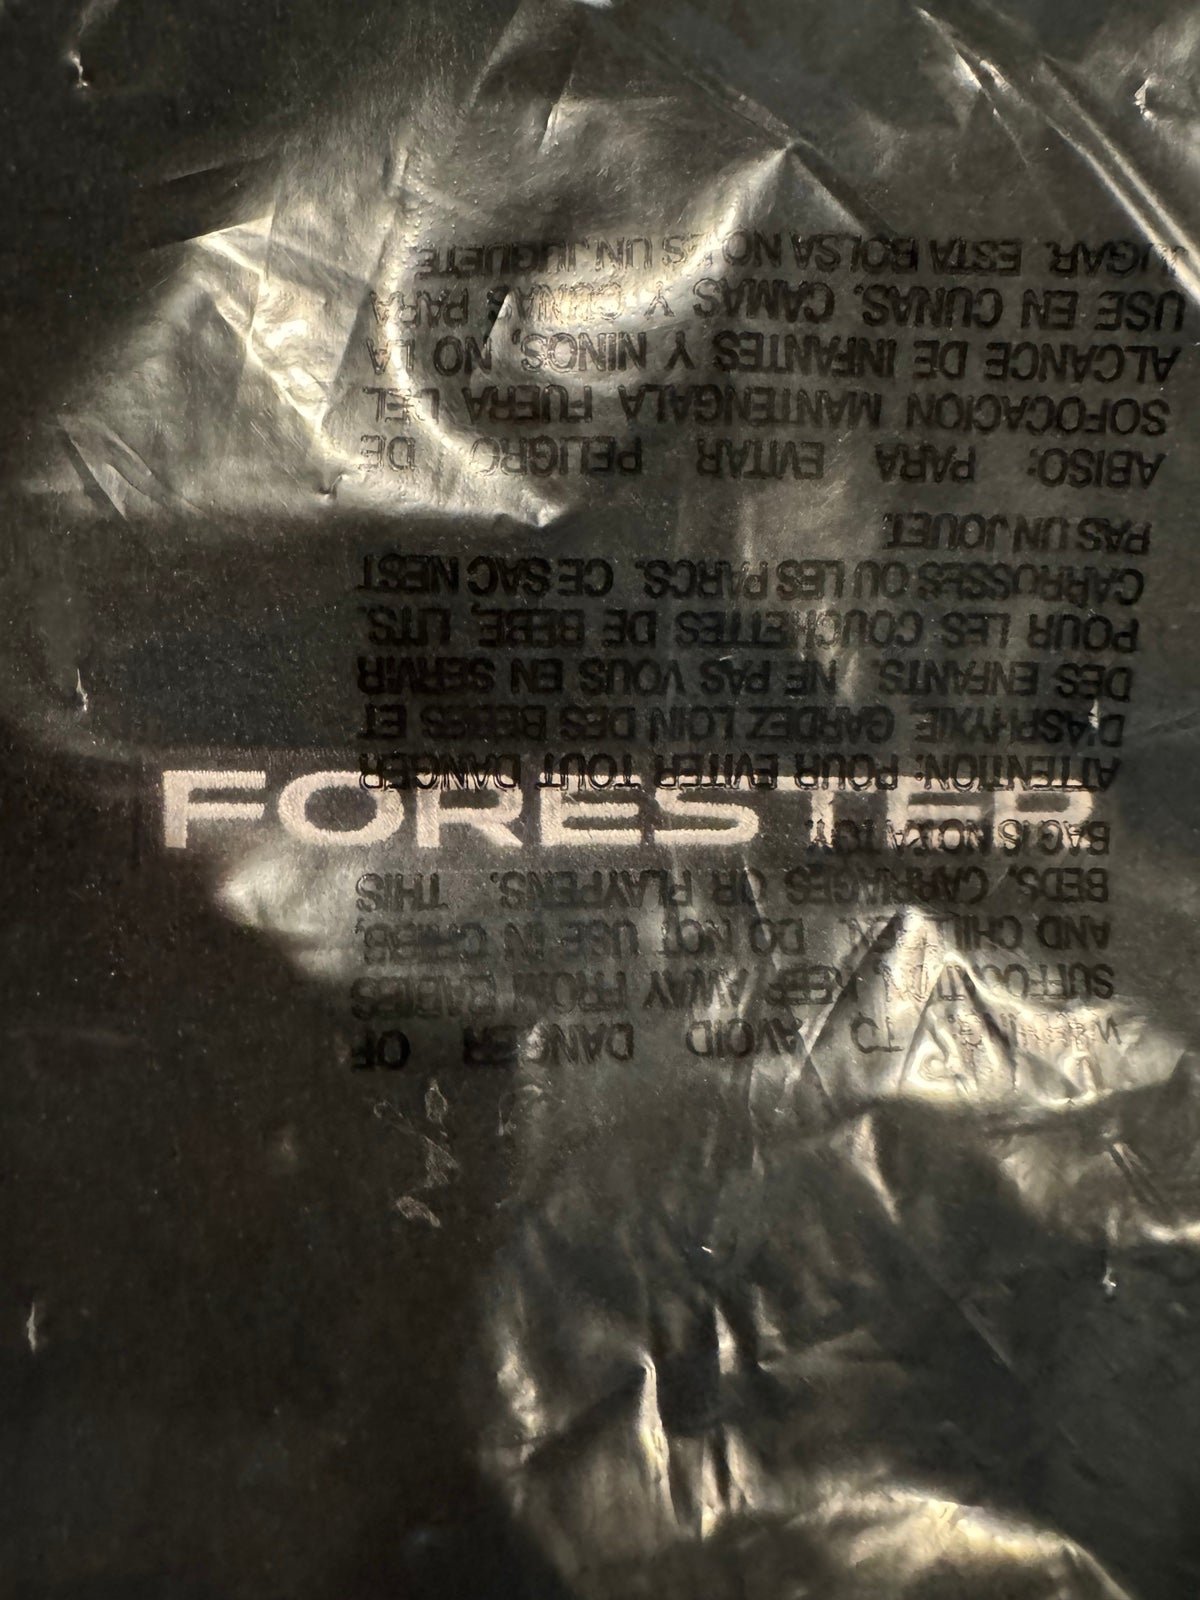 FORESTER
WARNING: TO AVOID DANGER OF
SUFFOCATION, KEEP AWAY FROM BABIES
AND CHILDREN. DO NOT USE IN CRIBS,
BEDS, CARRIAGES OR PLAYPENS. THIS
BAG IS NOT A TOY.
ATTENTION: POUR EVITER TOUT DANGER
D'ASPHYXIE, GARDEZ LOIN DES BEBES ET
DES ENFANTS. NE PAS VOUS EN SERVIR
POUR LES COUCHETTES DE BEBE, LITS.
CARROSSES OU LES PARCS. CE SAC NEST
PAS UN JOUET.
ABISO: PARA EVITAR PELIGRO DE
SOFOCACION MANTENGALA FUERA DEL
ALCANCE DE INFANTES Y NINOS, NO LA
USE EN CUNAS. CAMAS Y CUNAS PARA
JUGAR. ESTA BOLSA NO ES UN JUGUETE